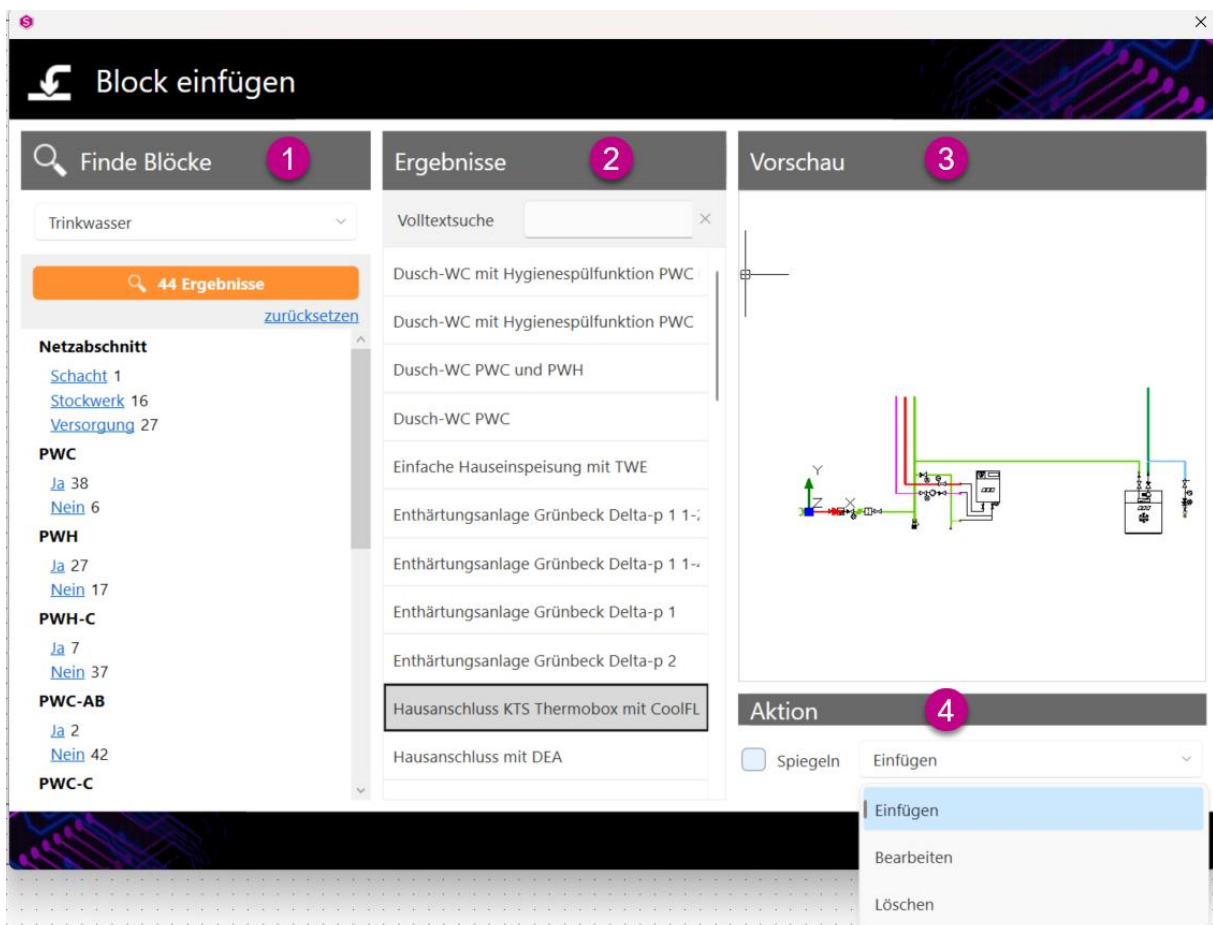 S
Block einfügen
Finde Blöcke 1
Trinkwasser
44 Ergebnisse
zurücksetzen
Netzabschnitt
Schacht 1
Stockwerk 16
Versorgung 27
PWC
Ja 38
Nein 6
PWH
Ja 27
Nein 17
PWH-C
Ja 7
Nein 37
PWC-AB
Ja 2
Nein 42
PWC-C
Ergebnisse 2
Volltextsuche
Dusch-WC mit Hygienespülfunktion PWC
Dusch-WC mit Hygienespülfunktion PWC
Dusch-WC PWC und PWH
Dusch-WC PWC
Einfache Hauseinspeisung mit TWE
Enthärtungsanlage Grünbeck Delta-p 1 1-
Enthärtungsanlage Grünbeck Delta-p 1 1-
Enthärtungsanlage Grünbeck Delta-p 1
Enthärtungsanlage Grünbeck Delta-p 2
Hausanschluss KTS Thermobox mit CoolFL
Hausanschluss mit DEA
Vorschau 3
Y
Z X
Aktion 4
Spiegeln Einfügen
Einfügen
Bearbeiten
Löschen